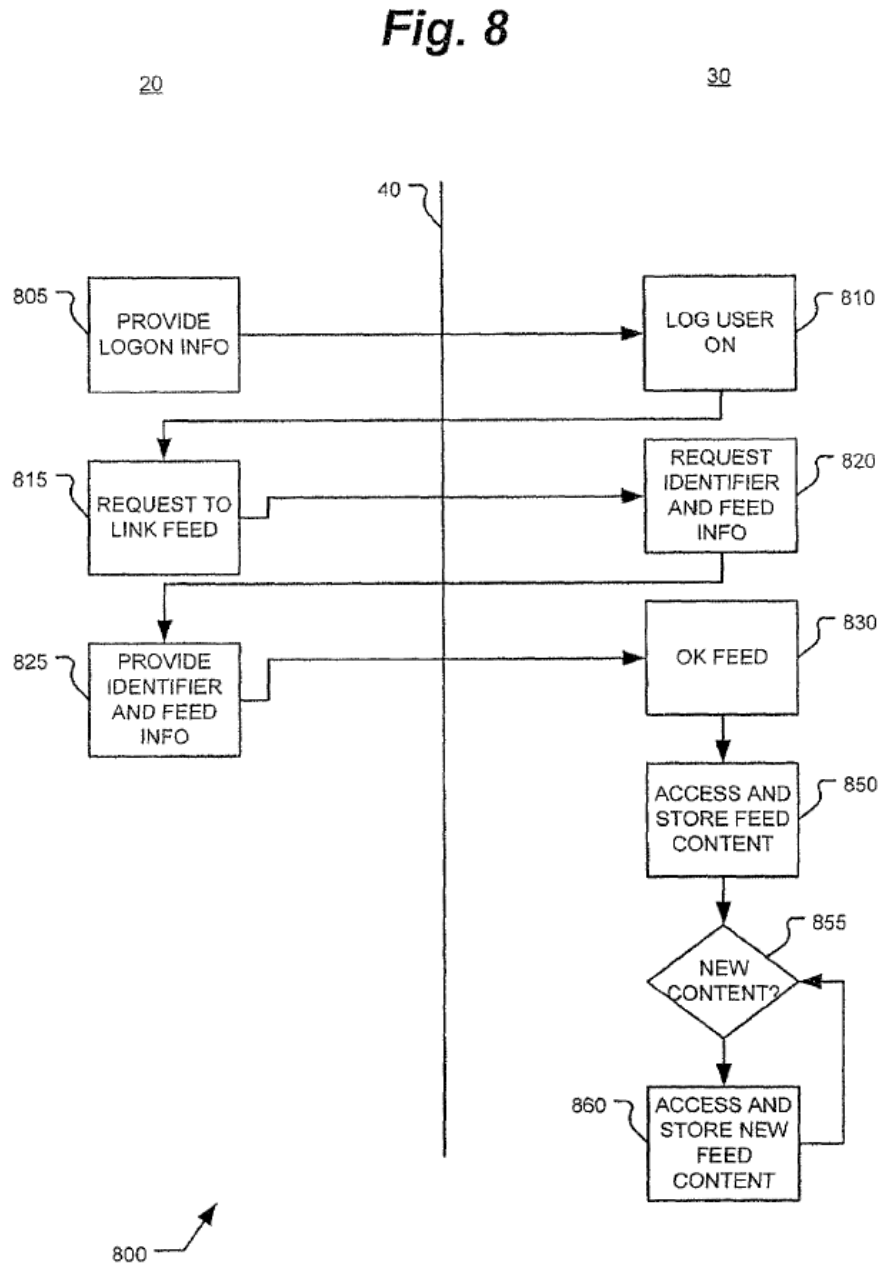 Fig. 8
20
30
40
805
PROVIDE
LOGON INFO
LOG USER
ON
810
815
REQUEST TO
LINK FEED
REQUEST
IDENTIFIER
AND FEED
INFO
820
825
PROVIDE
IDENTIFIER
AND FEED
INFO
OK FEED
830
ACCESS AND
STORE FEED
CONTENT
850
NEW
CONTENT?
855
860
ACCESS AND
STORE NEW
FEED
CONTENT
800